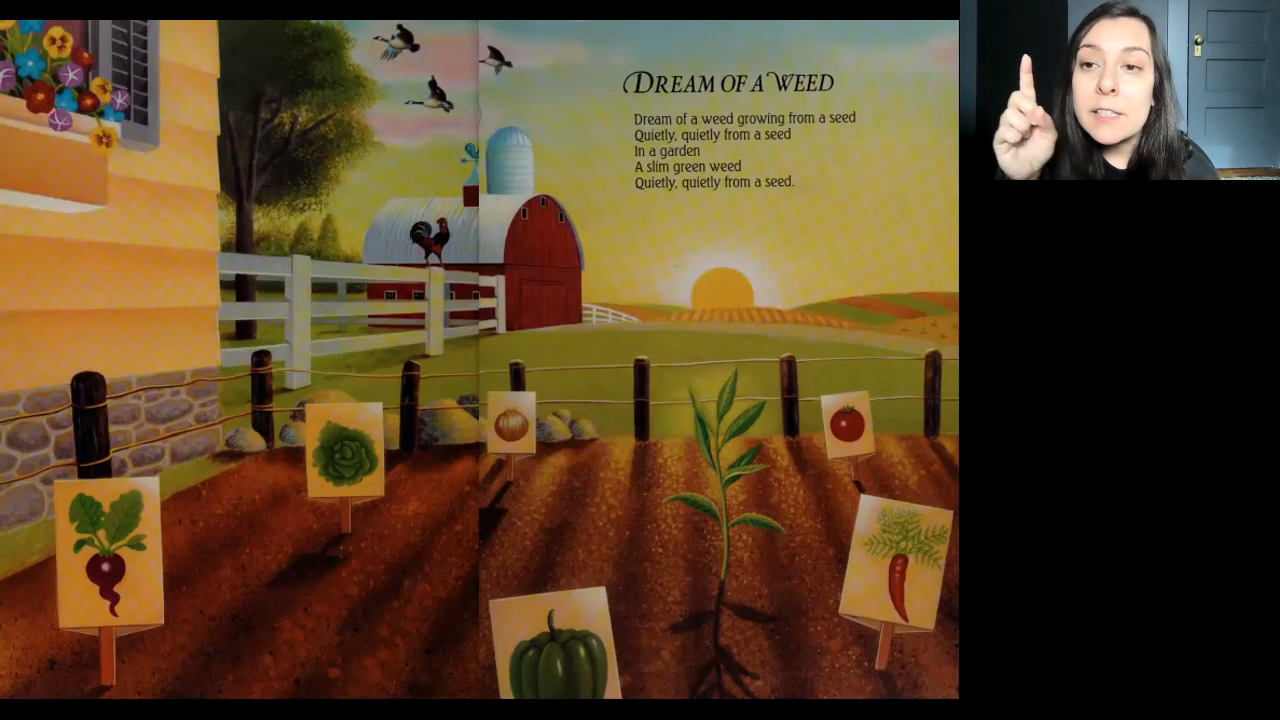 DREAM OF A WEED
Dream of a weed growing from a seed
Quietly, quietly from a seed
In a garden
A slim green weed
Quietly, quietly from a seed.